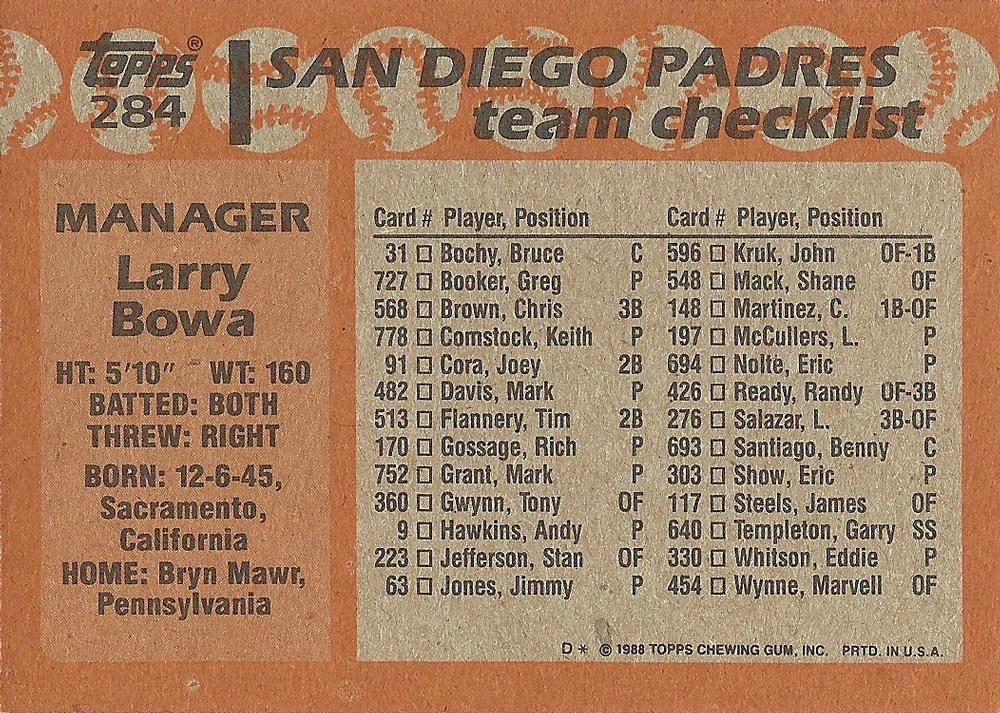 topps® SAN DIEGO PADRES
284 team checklist
MANAGER
Larry
Bowa
HT: 5'10" WT: 160
BATTED: BOTH
THREW: RIGHT
BORN: 12-6-45,
Sacramento,
California
HOME: Bryn Mawr,
Pennsylvania
Card # Player, Position
31 □ Bochy, Bruce C
727 □ Booker, Greg P
568 □ Brown, Chris 3B
778 □ Comstock, Keith P
91 □ Cora, Joey 2B
482 □ Davis, Mark P
513 □ Flannery, Tim 2B
170 □ Gossage, Rich P
752 □ Grant, Mark P
360 □ Gwynn, Tony OF
9 □ Hawkins, Andy P
223 □ Jefferson, Stan OF
63 □ Jones, Jimmy P
Card # Player, Position
596 □ Kruk, John OF-1B
548 □ Mack, Shane OF
148 □ Martinez, C. 1B-OF
197 □ McCullers, L. P
694 □ Nolte, Eric P
426 □ Ready, Randy OF-3B
276 □ Salazar, L. 3B-OF
693 □ Santiago, Benny C
303 □ Show, Eric P
117 □ Steels, James OF
640 □ Templeton, Garry SS
330 □ Whitson, Eddie P
454 □ Wynne, Marvell OF
D * © 1988 TOPPS CHEWING GUM, INC. PRTD. IN U.S.A.